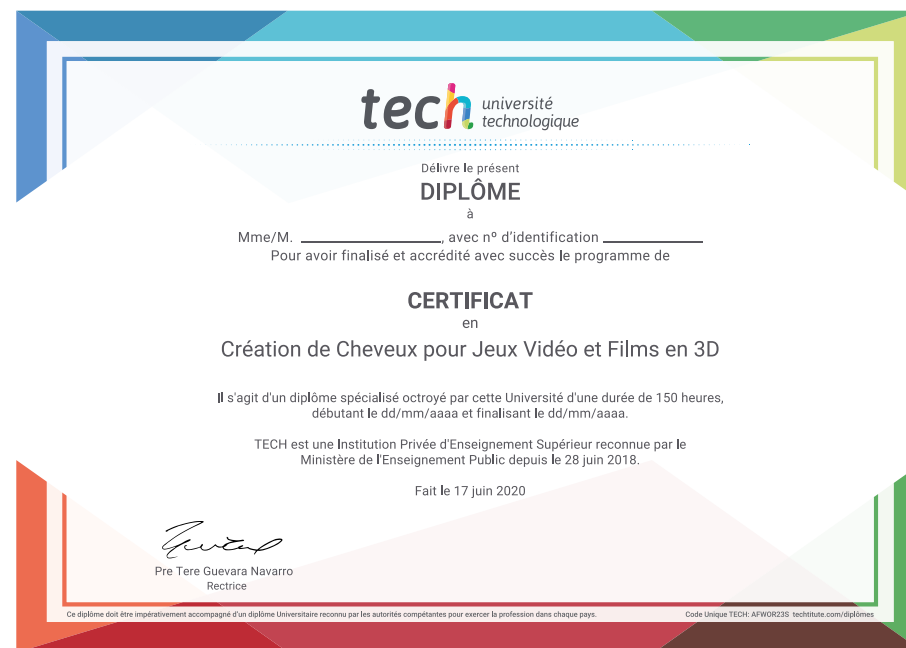 tech université
technologique
Délivre le présent
DIPLÔME
à
Mme/M. ____________________, avec nº d'identification ______________
Pour avoir finalisé et accrédité avec succès le programme de
CERTIFICAT
en
Création de Cheveux pour Jeux Vidéo et Films en 3D
Il s'agit d'un diplôme spécialisé octroyé par cette Université d'une durée de 150 heures,
débutant le dd/mm/aaaa et finalisant le dd/mm/aaaa.
TECH est une Institution Privée d'Enseignement Supérieur reconnue par le
Ministère de l'Enseignement Public depuis le 28 juin 2018.
Fait le 17 juin 2020
Pre Tere Guevara Navarro
Rectrice
Ce diplôme doit être impérativement accompagné d'un diplôme Universitaire reconnu par les autorités compétentes pour exercer la profession dans chaque pays.
Code Unique TECH: AFWOR23S techtitute.com/diplômes